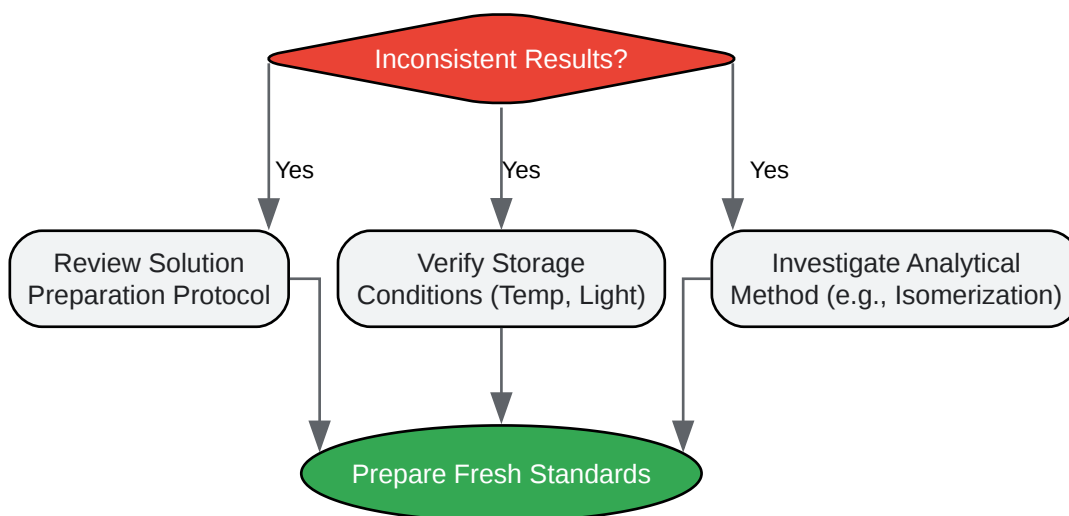 Inconsistent Results?
Yes
Yes
Yes
Review Solution
Preparation Protocol
Verify Storage
Conditions (Temp, Light)
Investigate Analytical
Method (e.g., Isomerization)
Prepare Fresh Standards